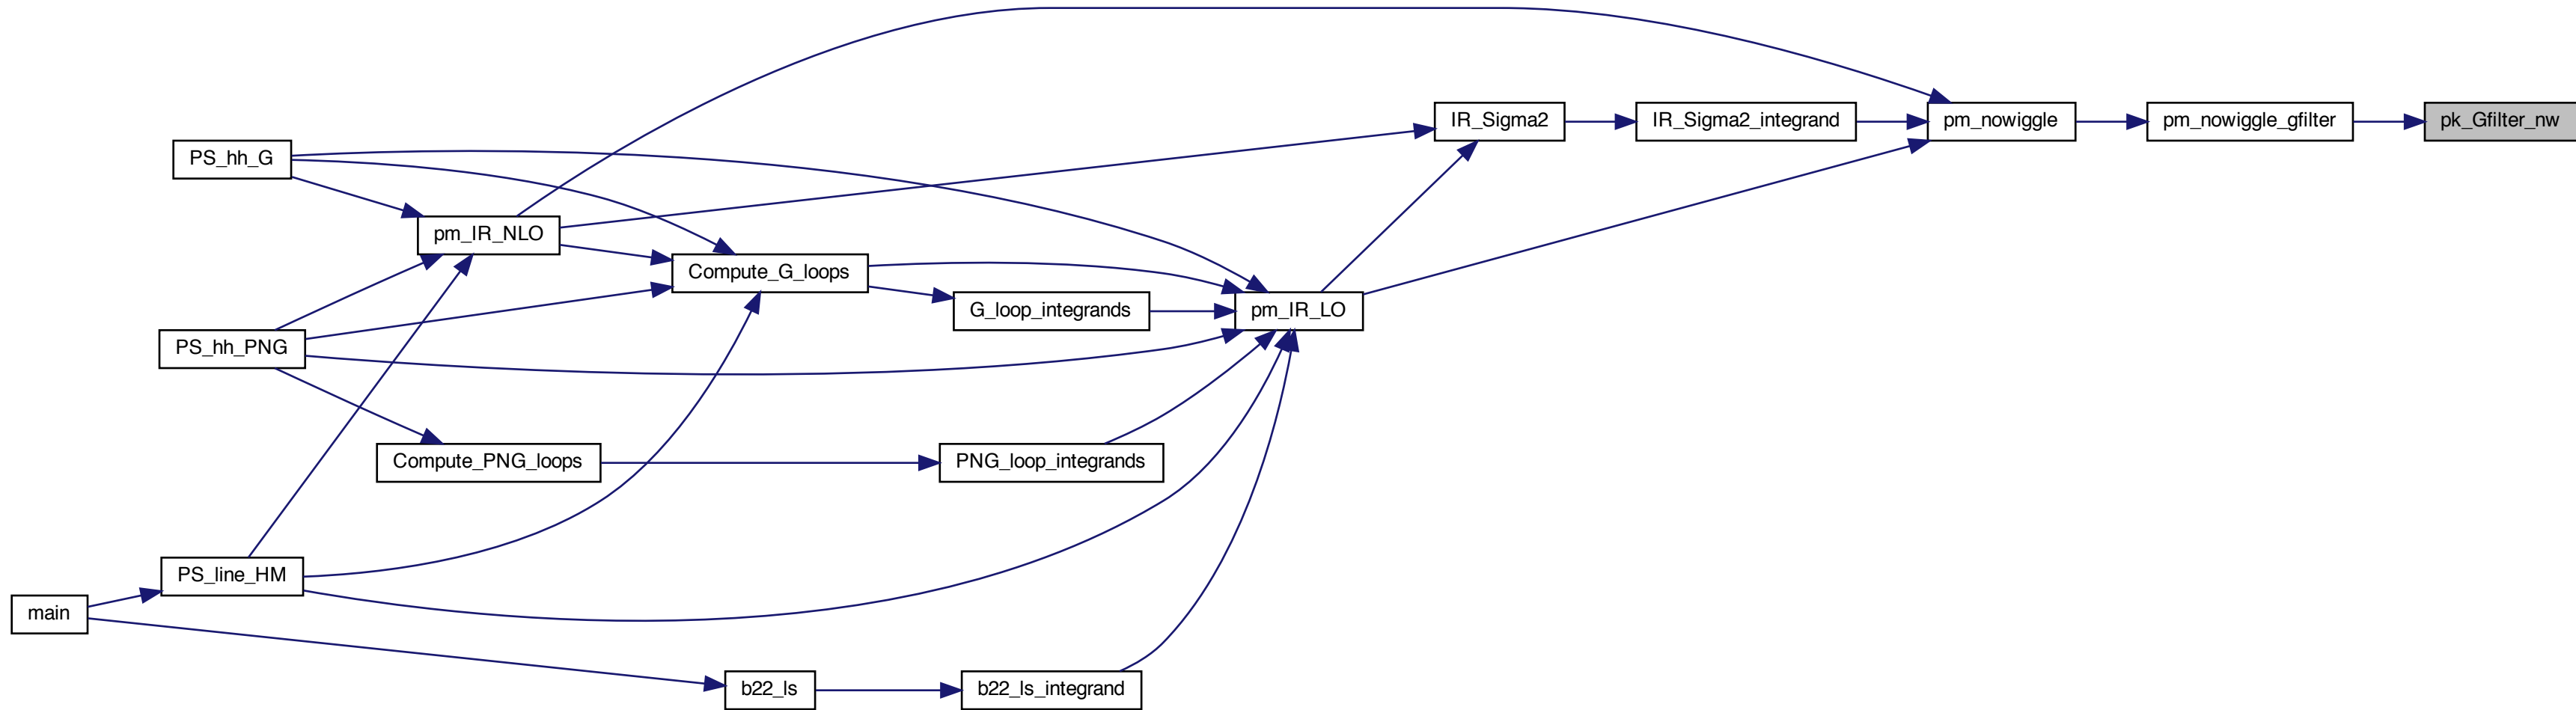 IR_Sigma2
IR_Sigma2_integrand
pm_nowiggle
pm_nowiggle_gfilter
pk_Gfilter_nw
PS_hh_G
pm_IR_NLO
Compute_G_loops
G_loop_integrands
pm_IR_LO
PS_hh_PNG
Compute_PNG_loops
PNG_loop_integrands
PS_line_HM
main
b22_ls
b22_ls_integrand